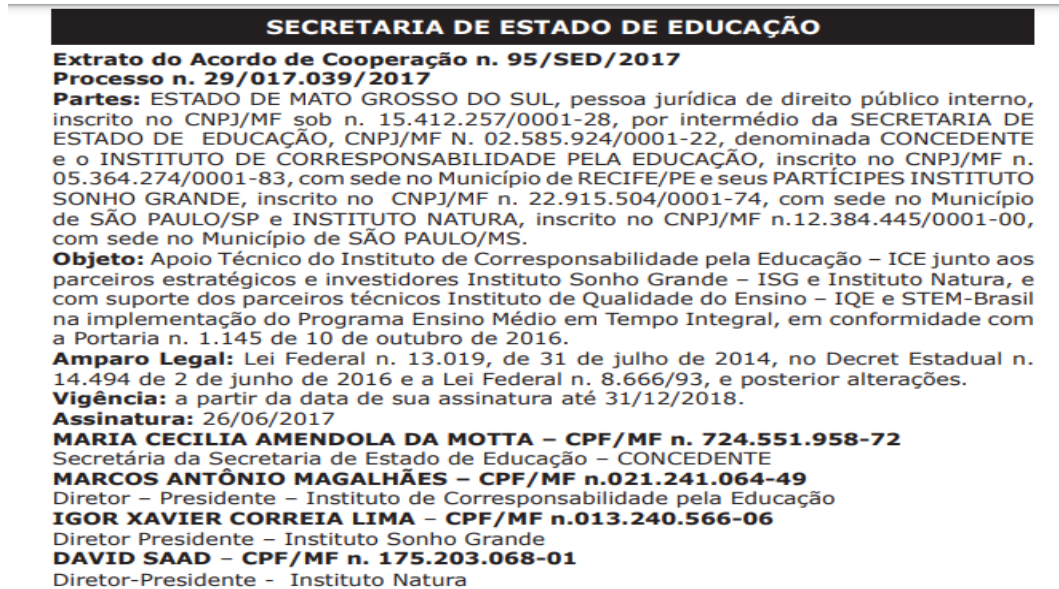 SECRETARIA DE ESTADO DE EDUCAÇÃO
Extrato do Acordo de Cooperação n. 95/SED/2017
Processo n. 29/017.039/2017
Partes: ESTADO DE MATO GROSSO DO SUL, pessoa jurídica de direito público interno,
inscrito no CNPJ/MF sob n. 15.412.257/0001-28, por intermédio da SECRETARIA DE
ESTADO DE EDUCAÇÃO, CNPJ/MF N. 02.585.924/0001-22, denominada CONCEDENTE
e o INSTITUTO DE CORRESPONSABILIDADE PELA EDUCAÇÃO, inscrito no CNPJ/MF n.
05.364.274/0001-83, com sede no Município de RECIFE/PE e seus PARTÍCIPES INSTITUTO
SONHO GRANDE, inscrito no CNPJ/MF n. 22.915.504/0001-74, com sede no Município
de SÃO PAULO/SP e INSTITUTO NATURA, inscrito no CNPJ/MF n.12.384.445/0001-00,
com sede no Município de SÃO PAULO/MS.
Objeto: Apoio Técnico do Instituto de Corresponsabilidade pela Educação – ICE junto aos
parceiros estratégicos e investidores Instituto Sonho Grande – ISG e Instituto Natura, e
com suporte dos parceiros técnicos Instituto de Qualidade do Ensino – IQE e STEM-Brasil
na implementação do Programa Ensino Médio em Tempo Integral, em conformidade com
a Portaria n. 1.145 de 10 de outubro de 2016.
Amparo Legal: Lei Federal n. 13.019, de 31 de julho de 2014, no Decret Estadual n.
14.494 de 2 de junho de 2016 e a Lei Federal n. 8.666/93, e posterior alterações.
Vigência: a partir da data de sua assinatura até 31/12/2018.
Assinatura: 26/06/2017
MARIA CECILIA AMENDOLA DA MOTTA – CPF/MF n. 724.551.958-72
Secretária da Secretaria de Estado de Educação – CONCEDENTE
MARCOS ANTÔNIO MAGALHÃES – CPF/MF n.021.241.064-49
Diretor – Presidente – Instituto de Corresponsabilidade pela Educação
IGOR XAVIER CORREIA LIMA – CPF/MF n.013.240.566-06
Diretor Presidente – Instituto Sonho Grande
DAVID SAAD – CPF/MF n. 175.203.068-01
Diretor-Presidente - Instituto Natura